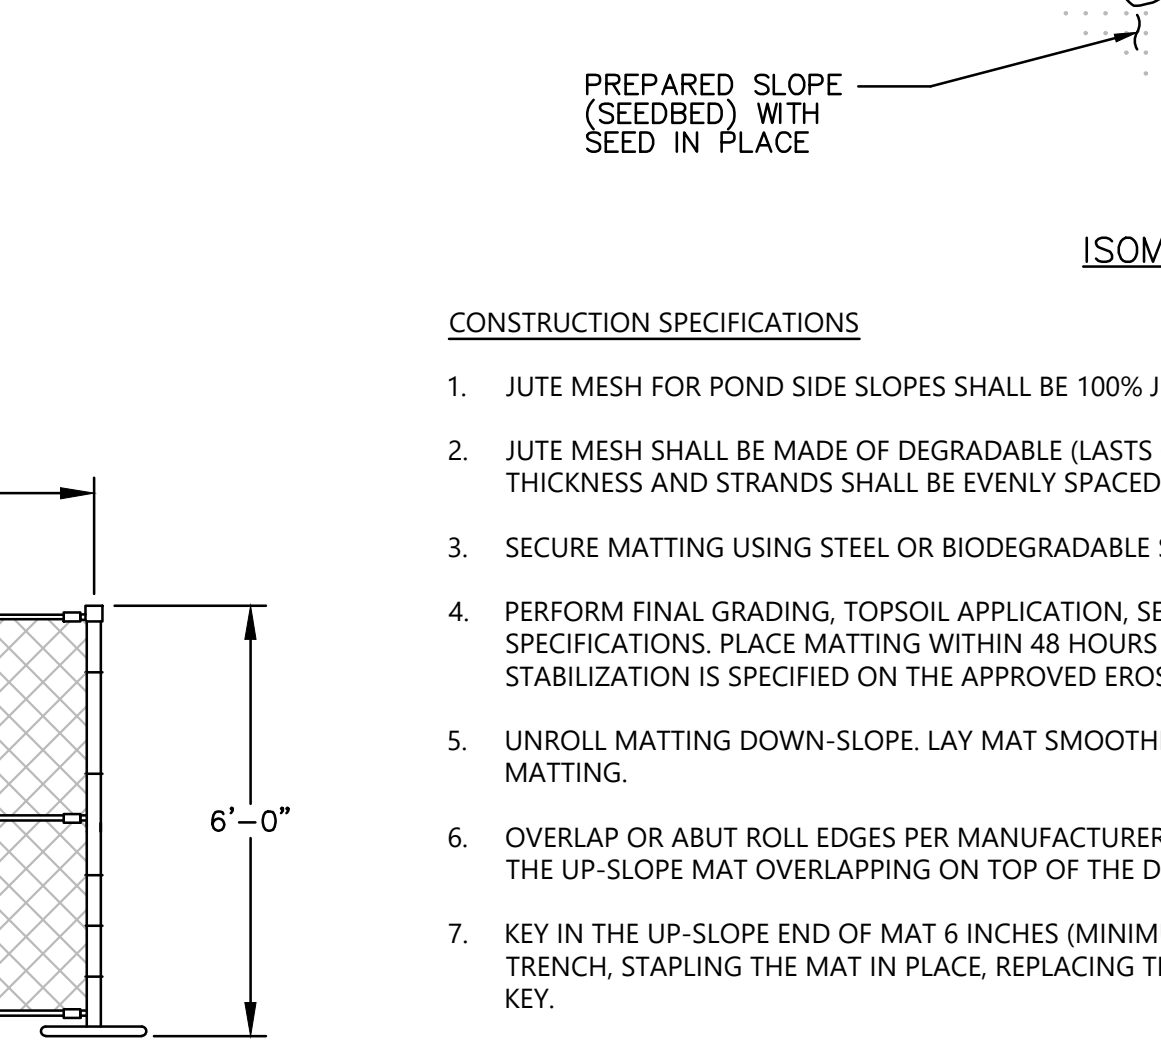 PREPARED SLOPE
(SEEDBED) WITH
SEED IN PLACE
ISOM
CONSTRUCTION SPECIFICATIONS
1. JUTE MESH FOR POND SIDE SLOPES SHALL BE 100% J
2. JUTE MESH SHALL BE MADE OF DEGRADABLE (LASTS
THICKNESS AND STRANDS SHALL BE EVENLY SPACED
3. SECURE MATTING USING STEEL OR BIODEGRADABLE
4. PERFORM FINAL GRADING, TOPSOIL APPLICATION, SE
SPECIFICATIONS. PLACE MATTING WITHIN 48 HOURS
STABILIZATION IS SPECIFIED ON THE APPROVED EROS
5. UNROLL MATTING DOWN-SLOPE. LAY MAT SMOOTH
MATTING.
6. OVERLAP OR ABUT ROLL EDGES PER MANUFACTURER
THE UP-SLOPE MAT OVERLAPPING ON TOP OF THE D
7. KEY IN THE UP-SLOPE END OF MAT 6 INCHES (MINIM
TRENCH, STAPLING THE MAT IN PLACE, REPLACING T
KEY.
6'-0"